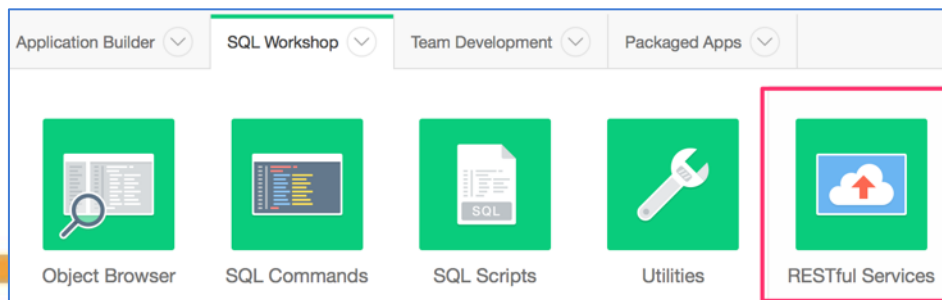 Application Builder SQL Workshop Team Development Packaged Apps
SQL
Object Browser SQL Commands SQL Scripts Utilities RESTful Services